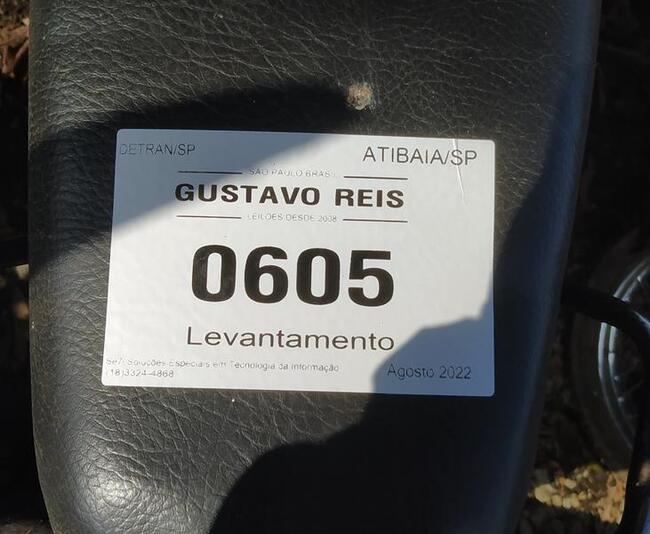 DETRAN/SP
ATIBAIA/SP
SÃO PAULO BRASIL
GUSTAVO REIS
LEILÕES DESDE 2008
0605
Levantamento
Se7i Soluções Especiais em Tecnologia da Informação
(18)3324-4868
Agosto 2022